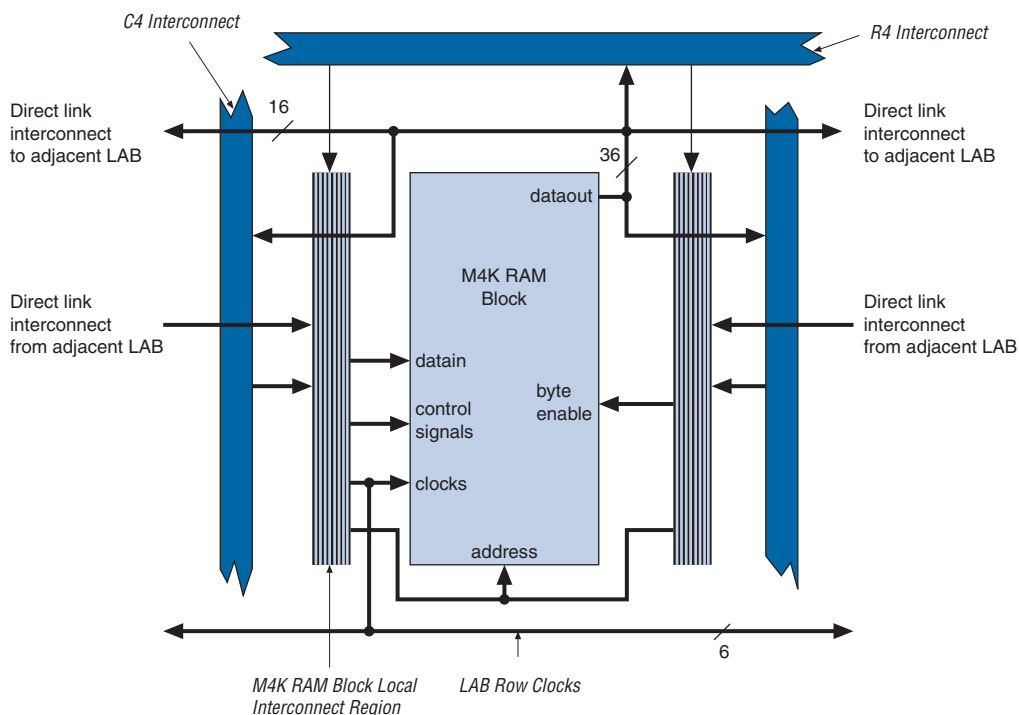 C4 Interconnect
R4 Interconnect
Direct link
interconnect
to adjacent LAB
16
Direct link
interconnect
to adjacent LAB
36
dataout
M4K RAM
Block
Direct link
interconnect
from adjacent LAB
Direct link
interconnect
from adjacent LAB
datain
byte
enable
control
signals
clocks
address
6
M4K RAM Block Local
Interconnect Region
LAB Row Clocks